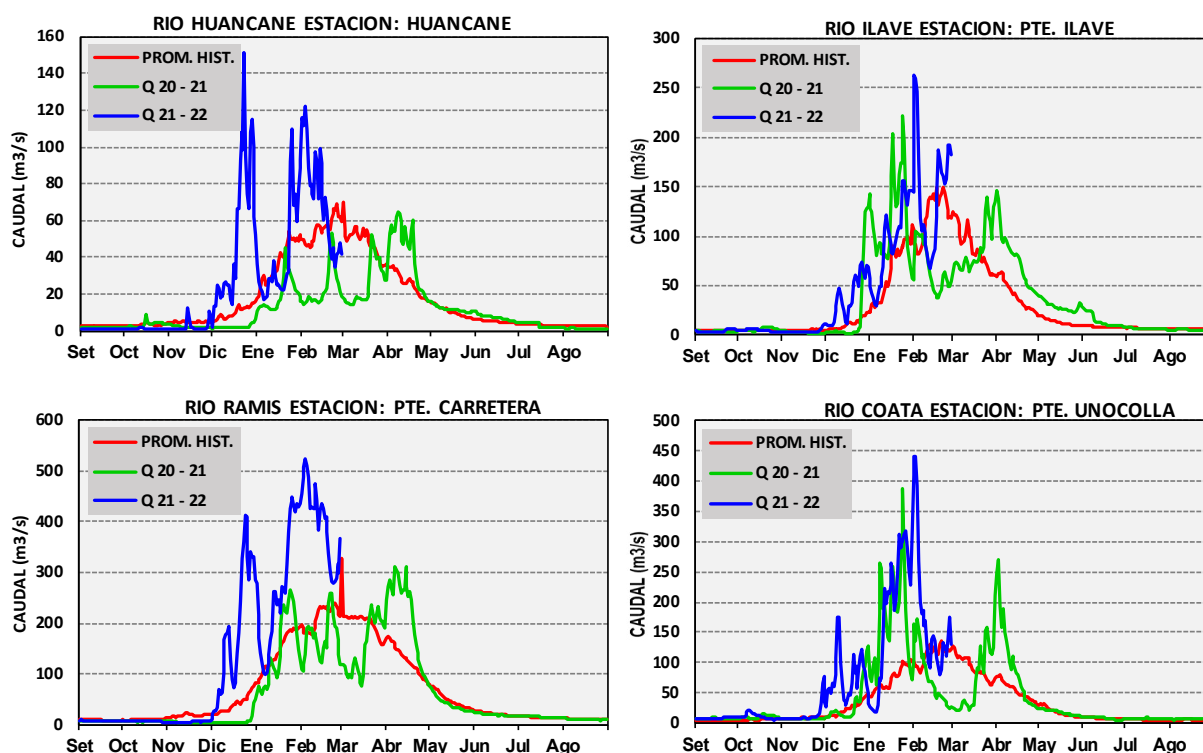 RIO HUANCANE ESTACION: HUANCANE
CAUDAL (m3/s)
160
140
120
100
80
60
40
20
0
PROM. HIST.
Q 20 - 21
Q 21 - 22
Set Oct Nov Dic Ene Feb Mar Abr May Jun Jul Ago
RIO ILAVE ESTACION: PTE. ILAVE
CAUDAL (m3/s)
300
250
200
150
100
50
0
PROM. HIST.
Q 20 - 21
Q 21 - 22
Set Oct Nov Dic Ene Feb Mar Abr May Jun Jul Ago
RIO RAMIS ESTACION: PTE. CARRETERA
CAUDAL (m3/s)
600
500
400
300
200
100
0
PROM. HIST.
Q 20 - 21
Q 21 - 22
Set Oct Nov Dic Ene Feb Mar Abr May Jun Jul Ago
RIO COATA ESTACION: PTE. UNOCOLLA
CAUDAL (m3/s)
500
450
400
350
300
250
200
150
100
50
0
PROM. HIST.
Q 20 - 21
Q 21 - 22
Set Oct Nov Dic Ene Feb Mar Abr May Jun Jul Ago